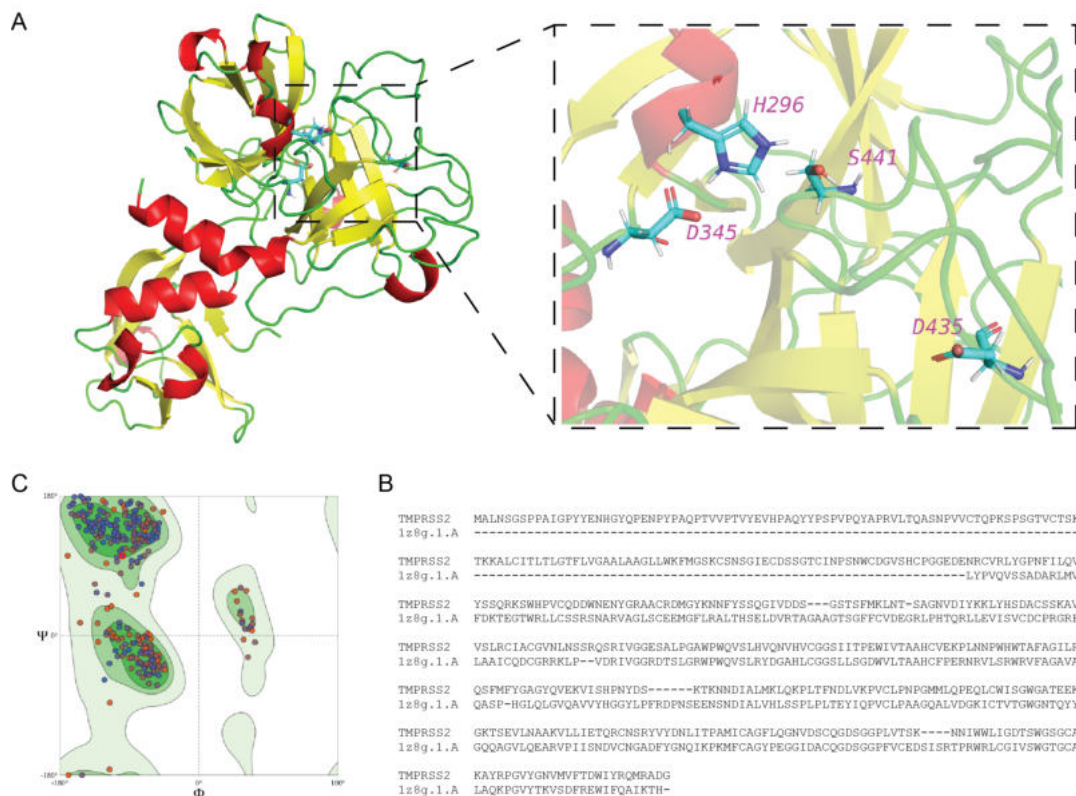 A
H296
S441
D345
D435
C
180°
Ψ 0°
-180°
-180° 0° 100°
Φ
B
TMPRSS2 MALNSGSPPAIGPYYENHGYQPENPYPAQPTVVPTVYEVHPAQYYPSPVPQYAPRVLTQASNPVVCTQPKSPSGTVCTSK
1z8g.1.A --------------------------------------------------------------------------------
TMPRSS2 TKKALCITLTLGTFLVGAALAAGLLWKFMGSKCSNSGIECDSSGTCINPSNWCDGVSHCPGGEDENRCVRLYGPNFILQV
1z8g.1.A -----------------------------------------------------------------LYPVQVSSADARLMV
TMPRSS2 YSSQRKSWHPVCQDDWNENYGRAACRDMGYKNNFYSSQGIVDDS---GSTSFMKLNT-SAGNVDIYKKLYHSDACSSKAV
1z8g.1.A FDKTEGTWRLLCSSRSNARVAGLSCEEMGFLRALTHSELDVRTAGAAGTSGFFCVDEGRLPHTQRLLEVISVCDCPRGRF
TMPRSS2 VSLRCIACGVNLNSSRQSRIVGGESALPGAWPWQVSLHVQNVHVCGGSIITPEWIVTAAHCVEKPLNNPWHWTAFAGILR
1z8g.1.A LAAICQDCGRRKLP--VDRIVGGRDTSLGRWPWQVSLRYDGAHLCGGSLLSGDWVLTAAHCFPERNRVLSRWRVFAGAVA
TMPRSS2 QSFMFYGAGYQVEKVISHPNYDS------KTKNNDIALMKLQKPLTFNDLVKPVCLPNPGMMLQPEQLCWISGWGATEEK
1z8g.1.A QASP-HGLQLGVQAVVYHGGYLPFRDPNSEENSNDIALVHLSSPLPLTEYIQPVCLPAAGQALVDGKICTVTGWGNTQYY
TMPRSS2 GKTSEVLNAAKVLLIETQRCNSRYVYDNLITPAMICAGFLQGNVDSCQGDSGGPLVTSK----NNIWWLIGDTSWGSGCA
1z8g.1.A GQQAGVLQEARVPIISNDVCNGADFYGNQIKPKMFCAGYPEGGIDACQGDSGGPFVCEDSISRTPRWRLCGIVSWGTGCA
TMPRSS2 KAYRPGVYGNVMVFTDWIYRQMRADG
1z8g.1.A LAQKPGVYTKVSDFREWIFQAIKTH-